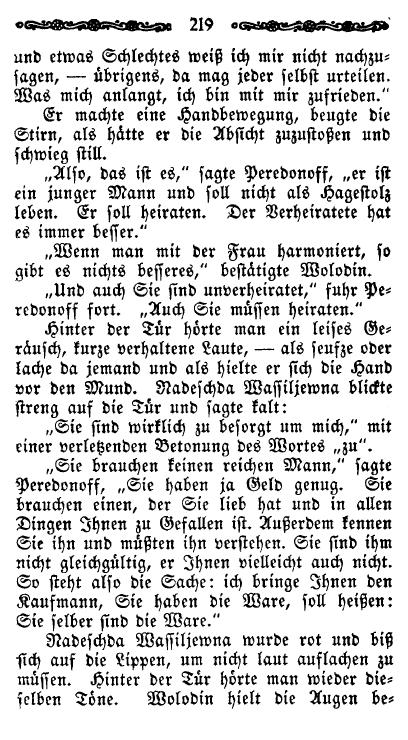 219
und etwas Schlechtes weiß ich mir nicht nachzu-
sagen, — übrigens, da mag jeder selbst urteilen.
Was mich anlangt, ich bin mit mir zufrieden.“
Er machte eine Handbewegung, beugte die
Stirn, als hätte er die Absicht zuzustoßen und
schwieg still.
„Also, das ist es,“ sagte Peredonoff, „er ist
ein junger Mann und soll nicht als Hagestolz
leben. Er soll heiraten. Der Verheiratete hat
es immer besser.“
„Wenn man mit der Frau harmoniert, so
gibt es nichts besseres,“ bestätigte Wolodin.
„Und auch Sie sind unverheiratet,“ fuhr Pe-
redonoff fort. „Auch Sie müssen heiraten.“
Hinter der Tür hörte man ein leises Ge-
räusch, kurze verhaltene Laute, — als seufze oder
lache da jemand und als hielte er sich die Hand
vor den Mund. Nadeschda Wassiljewna blickte
streng auf die Tür und sagte kalt:
„Sie sind wirklich zu besorgt um mich,“ mit
einer verletzenden Betonung des Wortes „zu“.
„Sie brauchen keinen reichen Mann,“ sagte
Peredonoff, „Sie haben ja Geld genug. Sie
brauchen einen, der Sie lieb hat und in allen
Dingen Ihnen zu Gefallen ist. Außerdem kennen
Sie ihn und müßten ihn verstehen. Sie sind ihm
nicht gleichgültig, er Ihnen vielleicht auch nicht.
So steht also die Sache: ich bringe Ihnen den
Kaufmann, Sie haben die Ware, soll heißen:
Sie selber sind die Ware.“
Nadeschda Wassiljewna wurde rot und biß
sich auf die Lippen, um nicht laut auflachen zu
müssen. Hinter der Tür hörte man wieder die-
selben Töne. Wolodin hielt die Augen be-